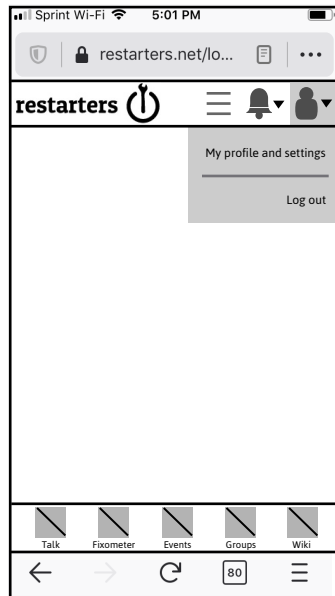 Sprint Wi-Fi 5:01 PM
restarters.net/lo...
restarters
My profile and settings
Log out
Talk Fixometer Events Groups Wiki
80